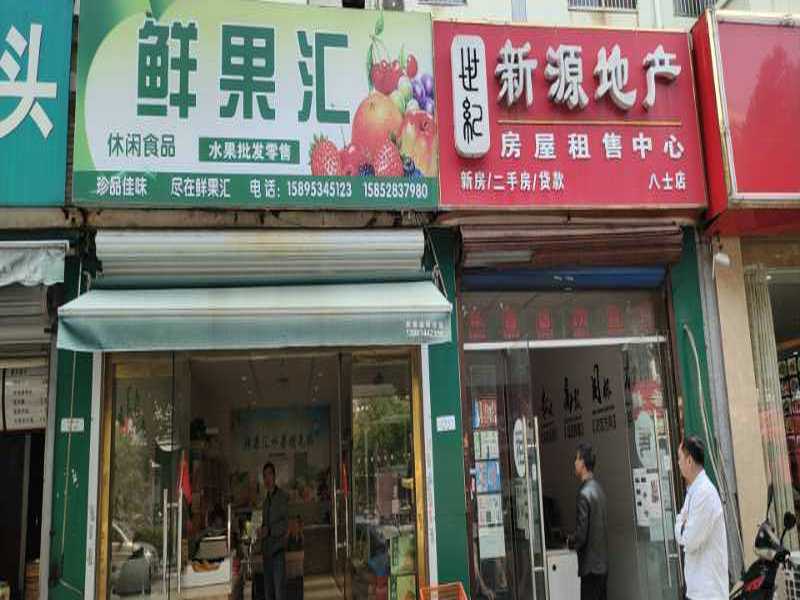 头
鲜果汇
休闲食品
水果批发零售
珍品佳味 尽在鲜果汇 电话:15895345123 15852837980
世纪
新源地产
房屋租售中心
新房/二手房/贷款
八士店